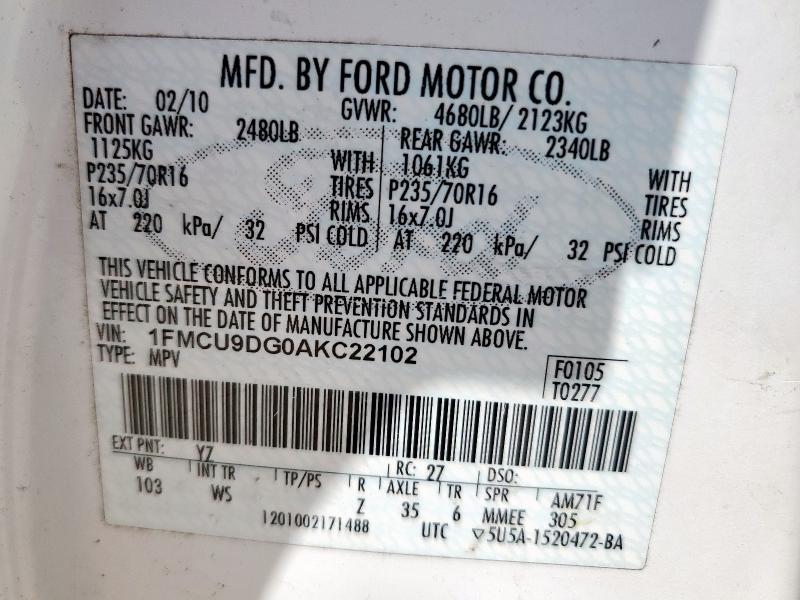 MFD. BY FORD MOTOR CO.
DATE: 02/10 GVWR: 4680LB/ 2123KG
FRONT GAWR: 2480LB REAR GAWR: 2340LB
1125KG WITH 1061KG WITH
P235/70R16 TIRES P235/70R16 TIRES
16x7.0J RIMS 16x7.0J RIMS
AT 220 kPa/ 32 PSI COLD AT 220 kPa/ 32 PSI COLD
Ford
THIS VEHICLE CONFORMS TO ALL APPLICABLE FEDERAL MOTOR
VEHICLE SAFETY AND THEFT PREVENTION STANDARDS IN
EFFECT ON THE DATE OF MANUFACTURE SHOWN ABOVE.
VIN: 1FMCU9DG0AKC22102
TYPE: MPV
F0105
T0277
EXT PNT: YZ RC: 27 DSO:
WB INT TR TP/PS R AXLE TR SPR AM71F
103 WS Z 35 6 MMEE 305
1201002171488 UTC ▽5U5A-1520472-BA